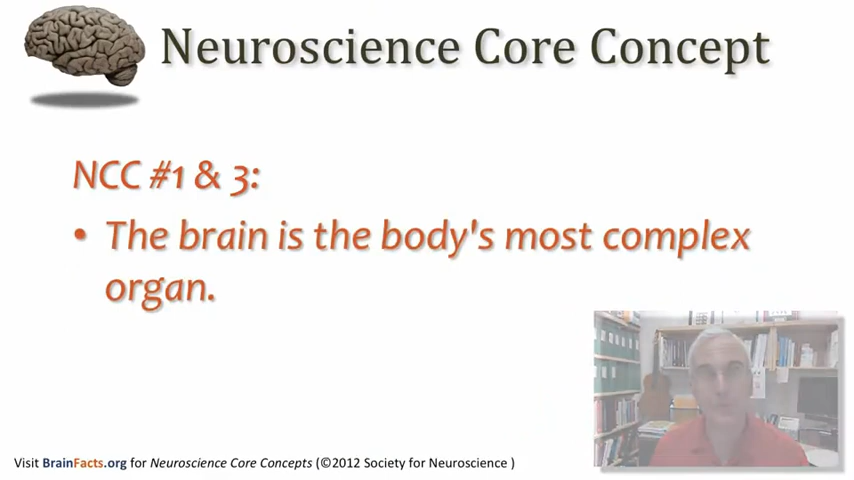 Neuroscience Core Concept
NCC #1 & 3:
• The brain is the body's most complex
organ.
Visit BrainFacts.org for Neuroscience Core Concepts (©2012 Society for Neuroscience )